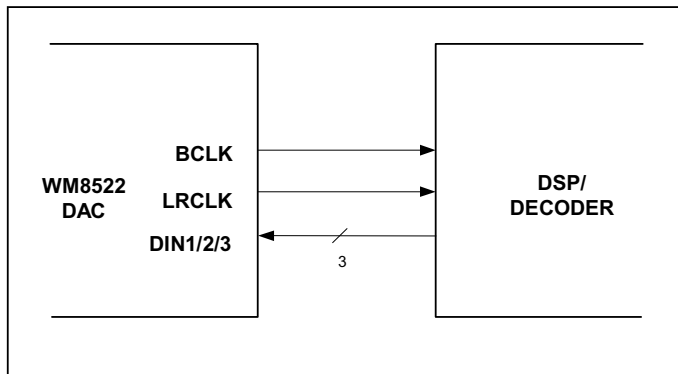 BCLK
WM8522
DAC
LRCLK
DIN1/2/3
3
DSP/
DECODER